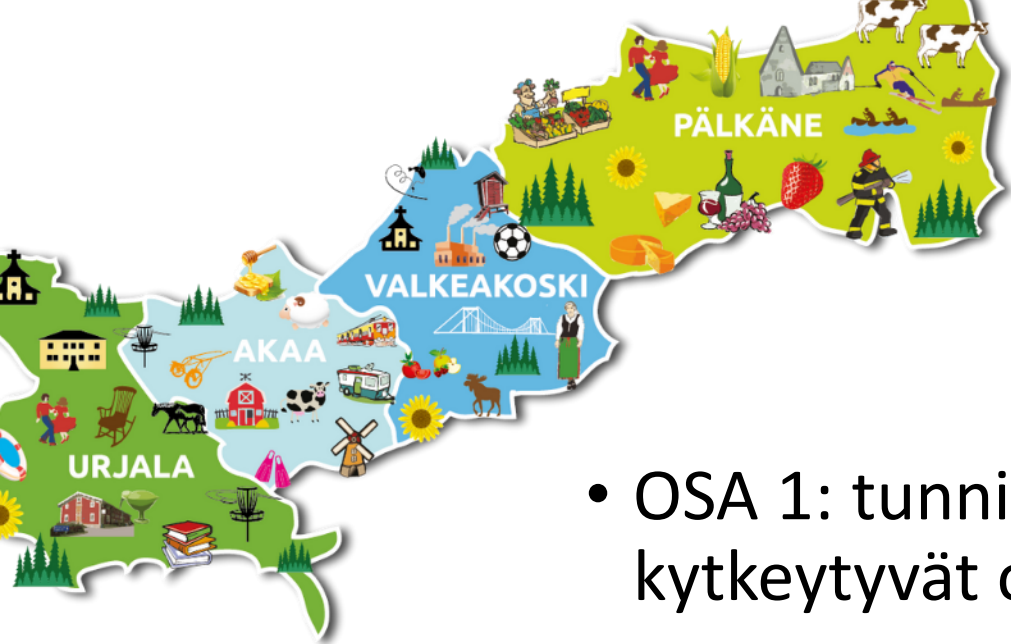 PÄLKÄNE
VALKEAKOSKI
AKAA
URJALA
• OSA 1: tunni
kytkeytyvät